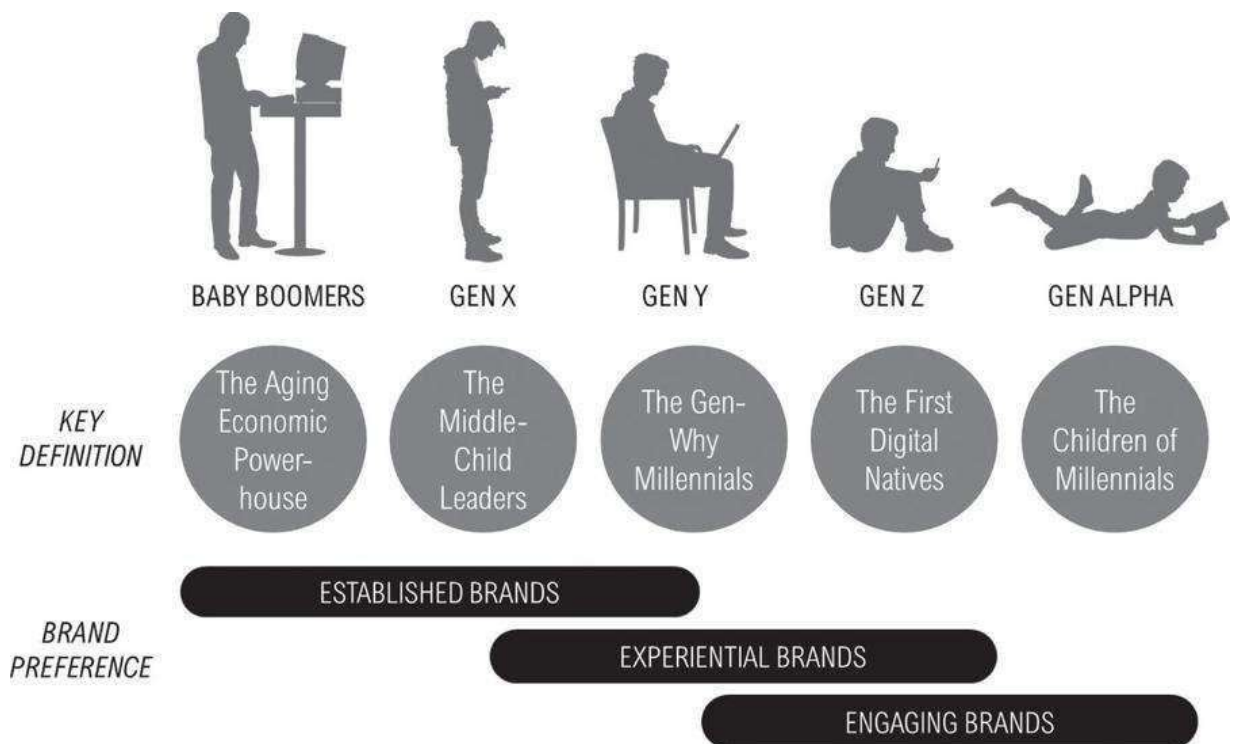 BABY BOOMERS
GEN X
GEN Y
GEN Z
GEN ALPHA
KEY
DEFINITION
The Aging
Economic
Power-
house
The
Middle-
Child
Leaders
The Gen-
Why
Millennials
The First
Digital
Natives
The
Children of
Millennials
BRAND
PREFERENCE
ESTABLISHED BRANDS
EXPERIENTIAL BRANDS
ENGAGING BRANDS